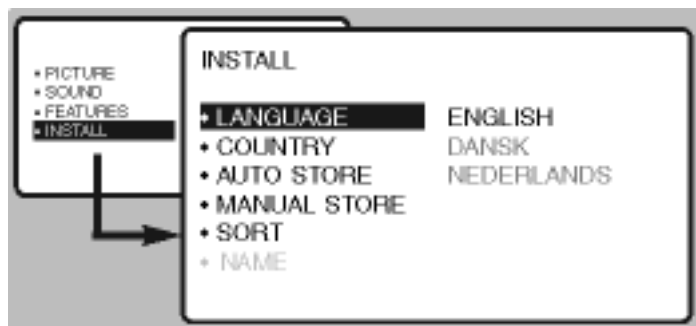 • PICTURE
• SOUND
• FEATURES
• INSTALL
INSTALL
• LANGUAGE ENGLISH
• COUNTRY DANSK
• AUTO STORE NEDERLANDS
• MANUAL STORE
• SORT
• NAME